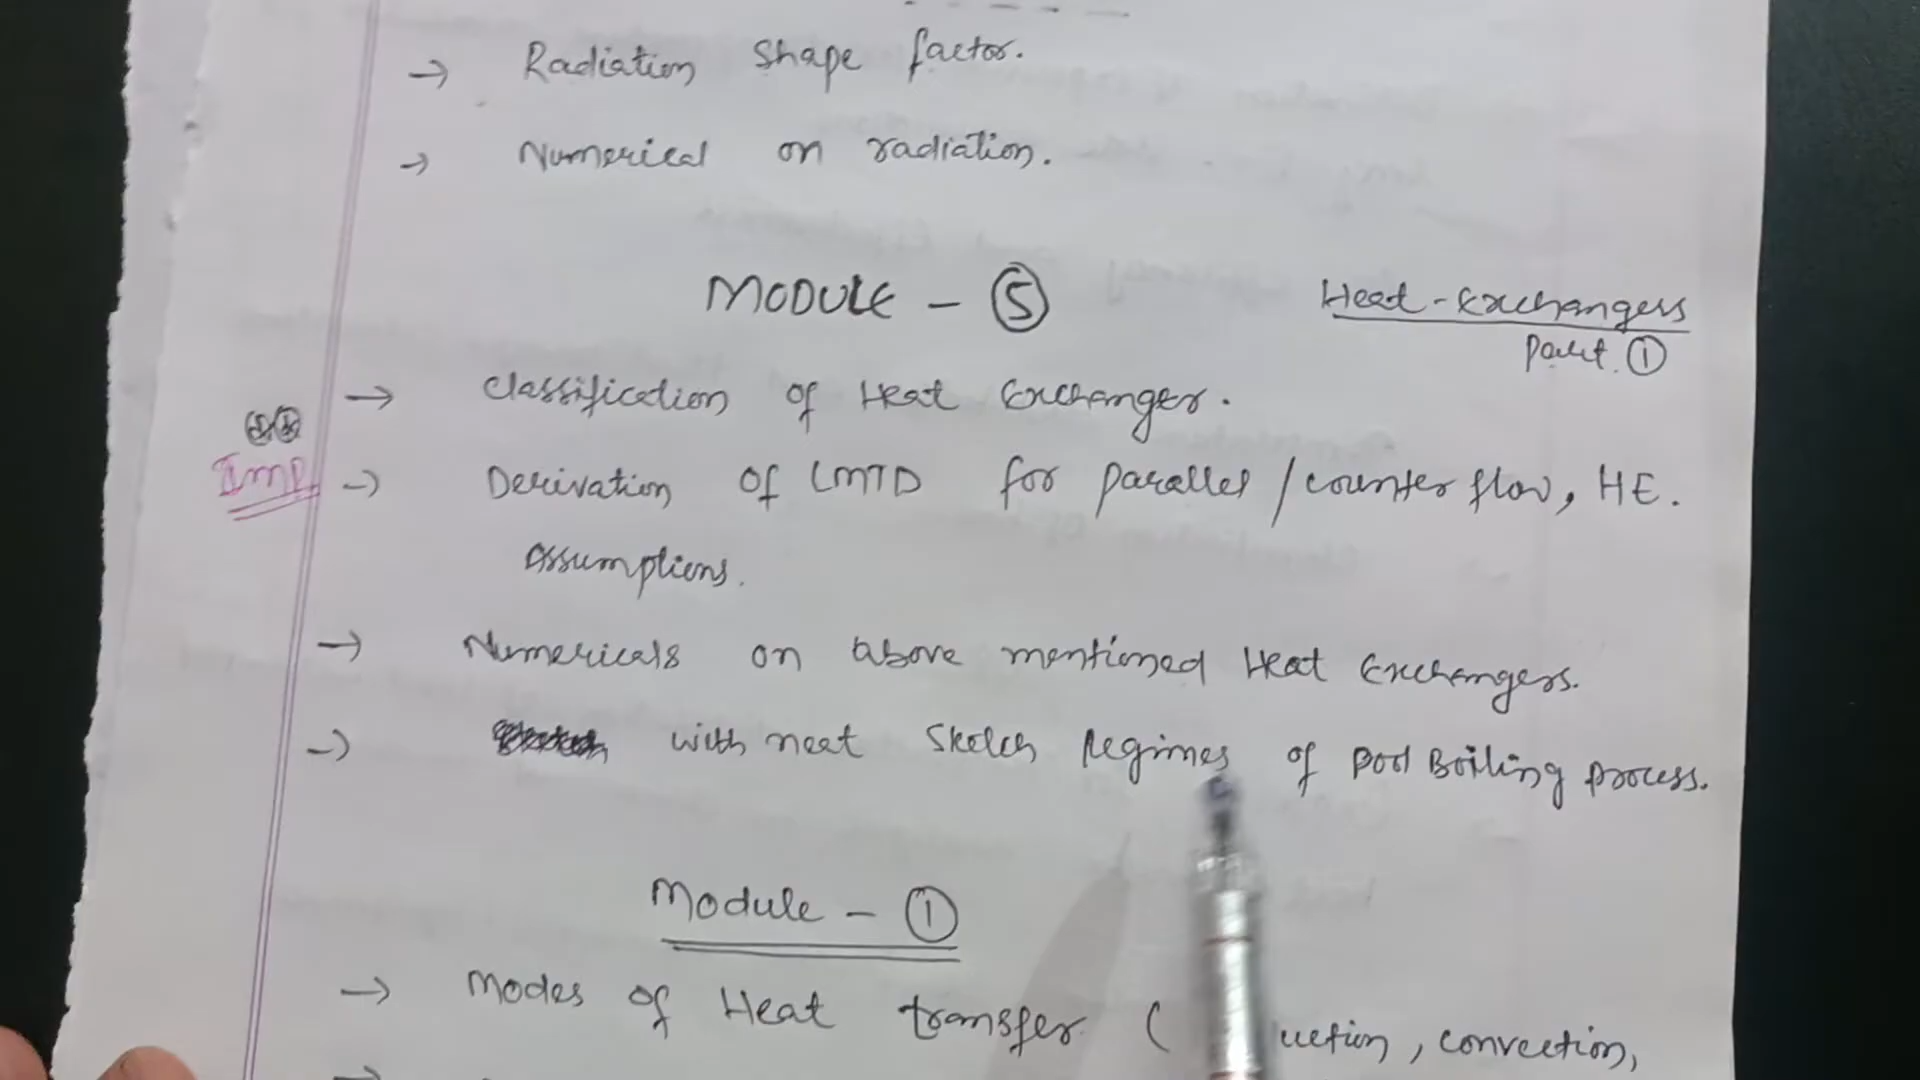 → Radiation Shape factor.
→ Numerical on radiation.
MODULE - 5
Heat-Exchangers
Part. 1
→ Classification of Heat Exchanger.
Imp → Derivation of LMTD for parallel / counter flow, HE.
Assumptions.
→ Numericals on above mentioned Heat Exchangers.
→ with neat Sketch Regimes of Pool Boiling process.
Module - 1
→ Modes of Heat transfer ( uction, convection,